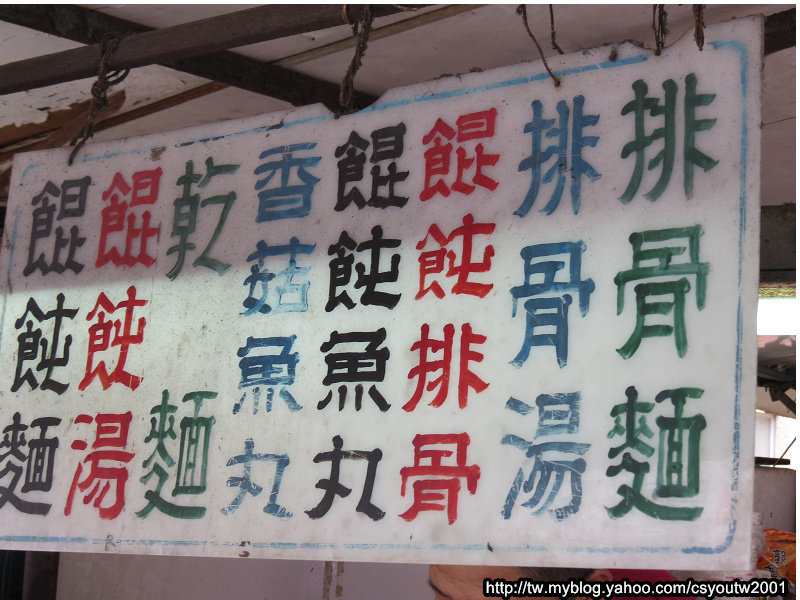 排骨麵
排骨湯
餛飩排骨
餛飩魚丸
香菇魚丸
乾麵
餛飩湯
餛飩麵
http://tw.myblog.yahoo.com/csyoutw2001